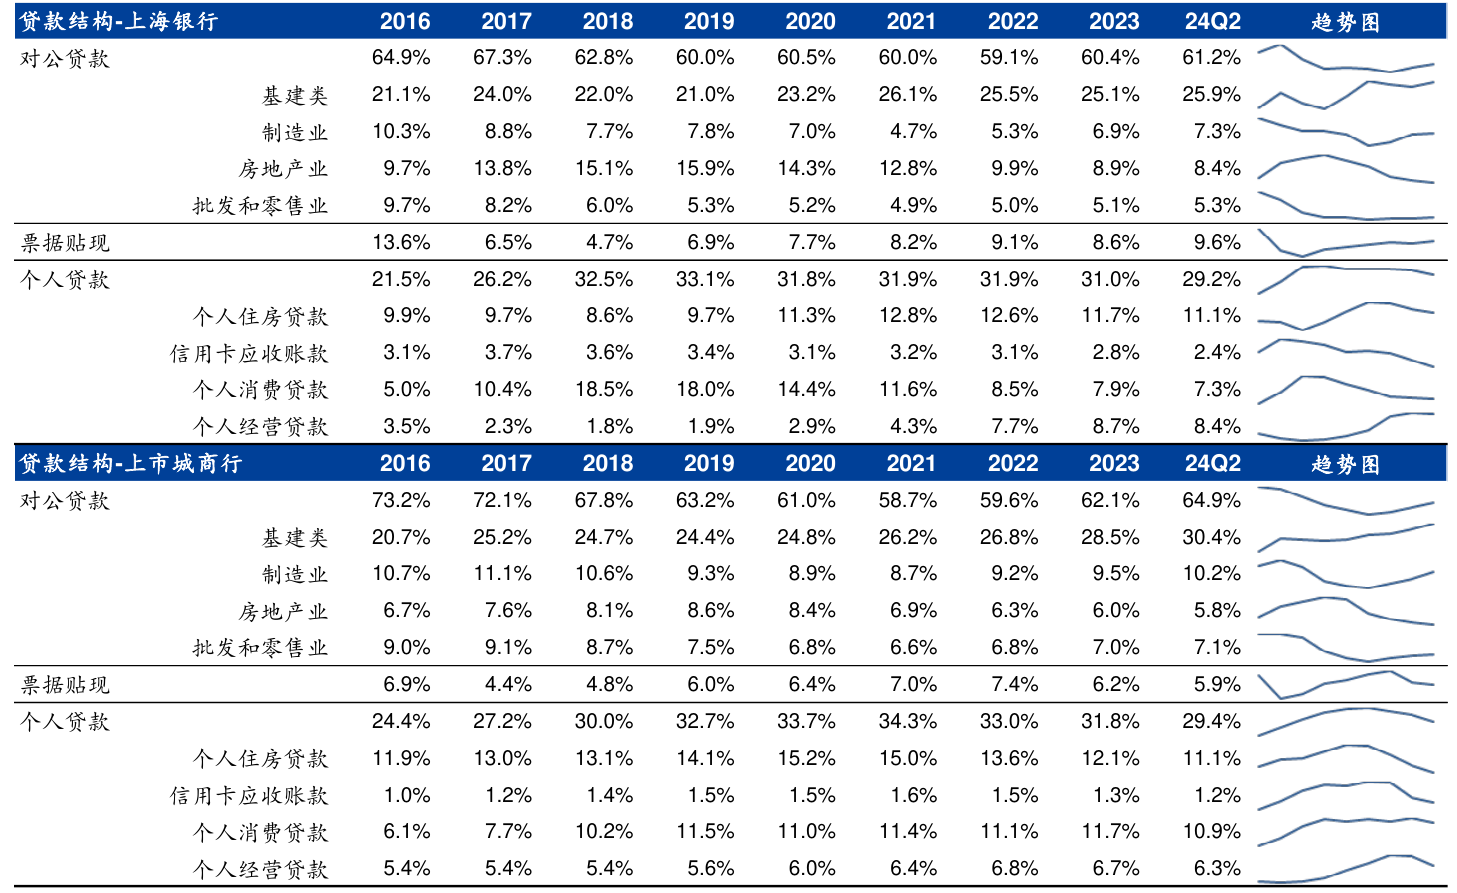 贷款结构-上海银行 2016 2017 2018 2019 2020 2021 2022 2023 24Q2 趋势图
对公贷款 64.9% 67.3% 62.8% 60.0% 60.5% 60.0% 59.1% 60.4% 61.2%
基建类 21.1% 24.0% 22.0% 21.0% 23.2% 26.1% 25.5% 25.1% 25.9%
制造业 10.3% 8.8% 7.7% 7.8% 7.0% 4.7% 5.3% 6.9% 7.3%
房地产业 9.7% 13.8% 15.1% 15.9% 14.3% 12.8% 9.9% 8.9% 8.4%
批发和零售业 9.7% 8.2% 6.0% 5.3% 5.2% 4.9% 5.0% 5.1% 5.3%
票据贴现 13.6% 6.5% 4.7% 6.9% 7.7% 8.2% 9.1% 8.6% 9.6%
个人贷款 21.5% 26.2% 32.5% 33.1% 31.8% 31.9% 31.9% 31.0% 29.2%
个人住房贷款 9.9% 9.7% 8.6% 9.7% 11.3% 12.8% 12.6% 11.7% 11.1%
信用卡应收账款 3.1% 3.7% 3.6% 3.4% 3.1% 3.2% 3.1% 2.8% 2.4%
个人消费贷款 5.0% 10.4% 18.5% 18.0% 14.4% 11.6% 8.5% 7.9% 7.3%
个人经营贷款 3.5% 2.3% 1.8% 1.9% 2.9% 4.3% 7.7% 8.7% 8.4%
贷款结构-上市城商行 2016 2017 2018 2019 2020 2021 2022 2023 24Q2 趋势图
对公贷款 73.2% 72.1% 67.8% 63.2% 61.0% 58.7% 59.6% 62.1% 64.9%
基建类 20.7% 25.2% 24.7% 24.4% 24.8% 26.2% 26.8% 28.5% 30.4%
制造业 10.7% 11.1% 10.6% 9.3% 8.9% 8.7% 9.2% 9.5% 10.2%
房地产业 6.7% 7.6% 8.1% 8.6% 8.4% 6.9% 6.3% 6.0% 5.8%
批发和零售业 9.0% 9.1% 8.7% 7.5% 6.8% 6.6% 6.8% 7.0% 7.1%
票据贴现 6.9% 4.4% 4.8% 6.0% 6.4% 7.0% 7.4% 6.2% 5.9%
个人贷款 24.4% 27.2% 30.0% 32.7% 33.7% 34.3% 33.0% 31.8% 29.4%
个人住房贷款 11.9% 13.0% 13.1% 14.1% 15.2% 15.0% 13.6% 12.1% 11.1%
信用卡应收账款 1.0% 1.2% 1.4% 1.5% 1.5% 1.6% 1.5% 1.3% 1.2%
个人消费贷款 6.1% 7.7% 10.2% 11.5% 11.0% 11.4% 11.1% 11.7% 10.9%
个人经营贷款 5.4% 5.4% 5.4% 5.6% 6.0% 6.4% 6.8% 6.7% 6.3%